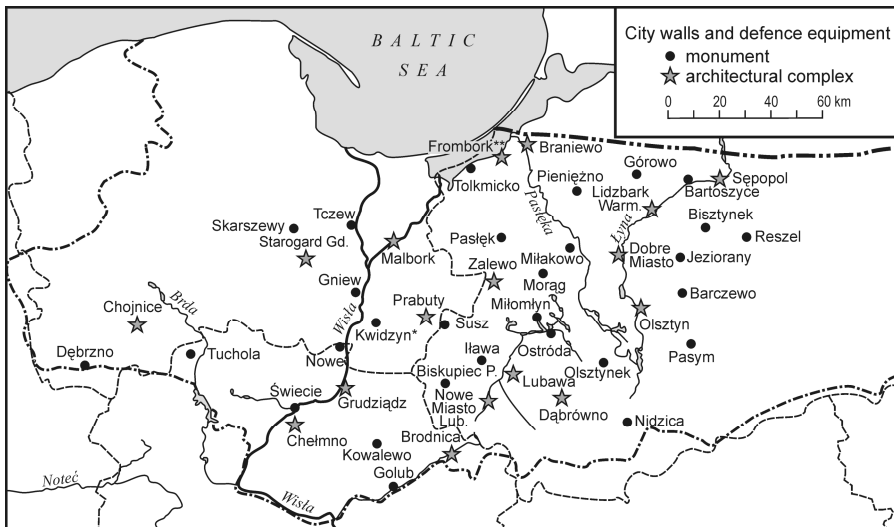 BALTIC
SEA
City walls and defence equipment
monument
architectural complex
0 20 40 60 km
Frombork**
Braniewo
Tolkmicko
Pieniężno
Górowo
Lidzbark
Warm.
Bartoszyce
Sępopol
Bisztynek
Reszel
Skarszewy
Tczew
Starogard Gd.
Malbork
Pasłęk
Pasłęka
Łyna
Dobre
Miasto
Jeziorany
Miłakowo
Zalewo
Morąg
Gniew
Wisła
Barczewo
Chojnice
Brda
Prabuty
Miłomłyn
Kwidzyn*
Susz
Olsztyn
Dębrzno
Tuchola
Nowe
Iława
Ostróda
Pasym
Biskupiec P.
Lubawa
Olsztynek
Świecie
Grudziądz
Nowe
Miasto
Lub.
Dąbrówno
Nidzica
Chełmno
Brodnica
Kowalewo
Golub
Noteć
Wisła